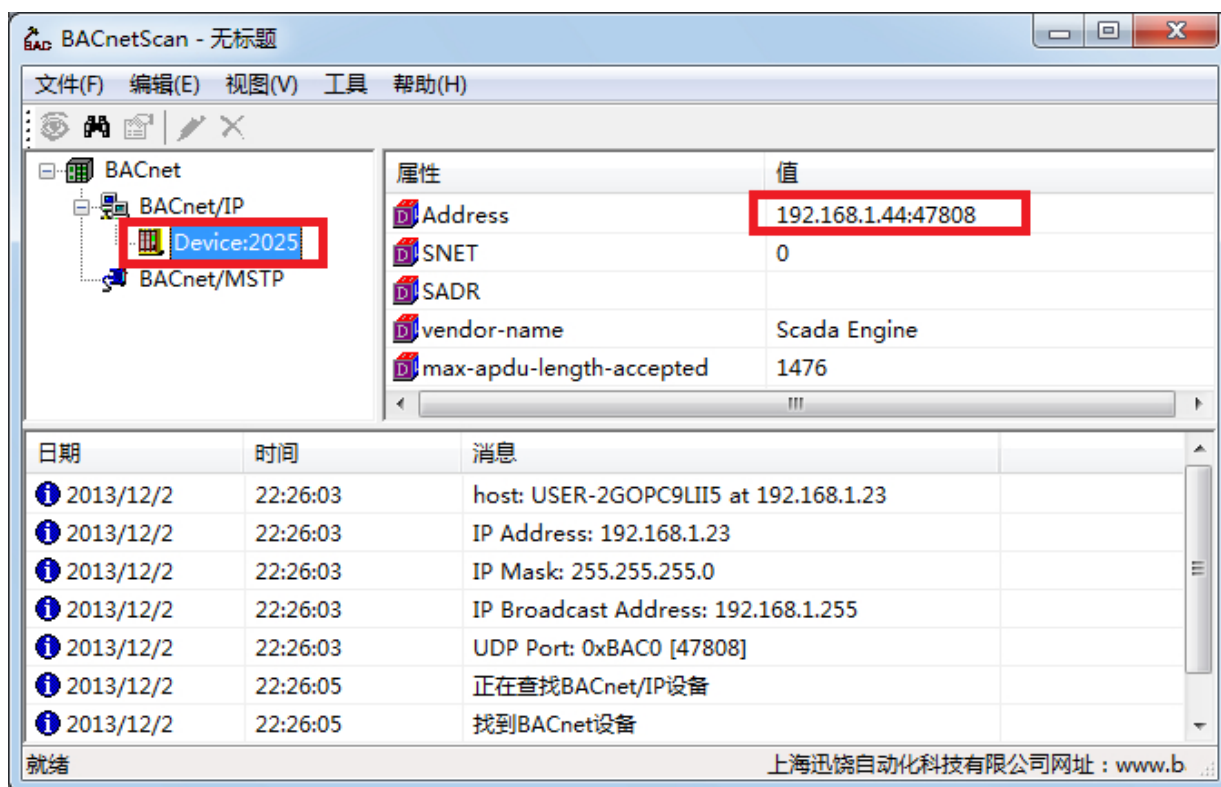 BACnetScan - 无标题
文件(F) 编辑(E) 视图(V) 工具 帮助(H)
BACnet
BACnet/IP
Device:2025
BACnet/MSTP
属性 值
Address 192.168.1.44:47808
SNET 0
SADR
vendor-name Scada Engine
max-apdu-length-accepted 1476
日期 时间 消息
2013/12/2 22:26:03 host: USER-2GOPC9LII5 at 192.168.1.23
2013/12/2 22:26:03 IP Address: 192.168.1.23
2013/12/2 22:26:03 IP Mask: 255.255.255.0
2013/12/2 22:26:03 IP Broadcast Address: 192.168.1.255
2013/12/2 22:26:03 UDP Port: 0xBAC0 [47808]
2013/12/2 22:26:05 正在查找BACnet/IP设备
2013/12/2 22:26:05 找到BACnet设备
就绪 上海迅饶自动化科技有限公司网址：www.b